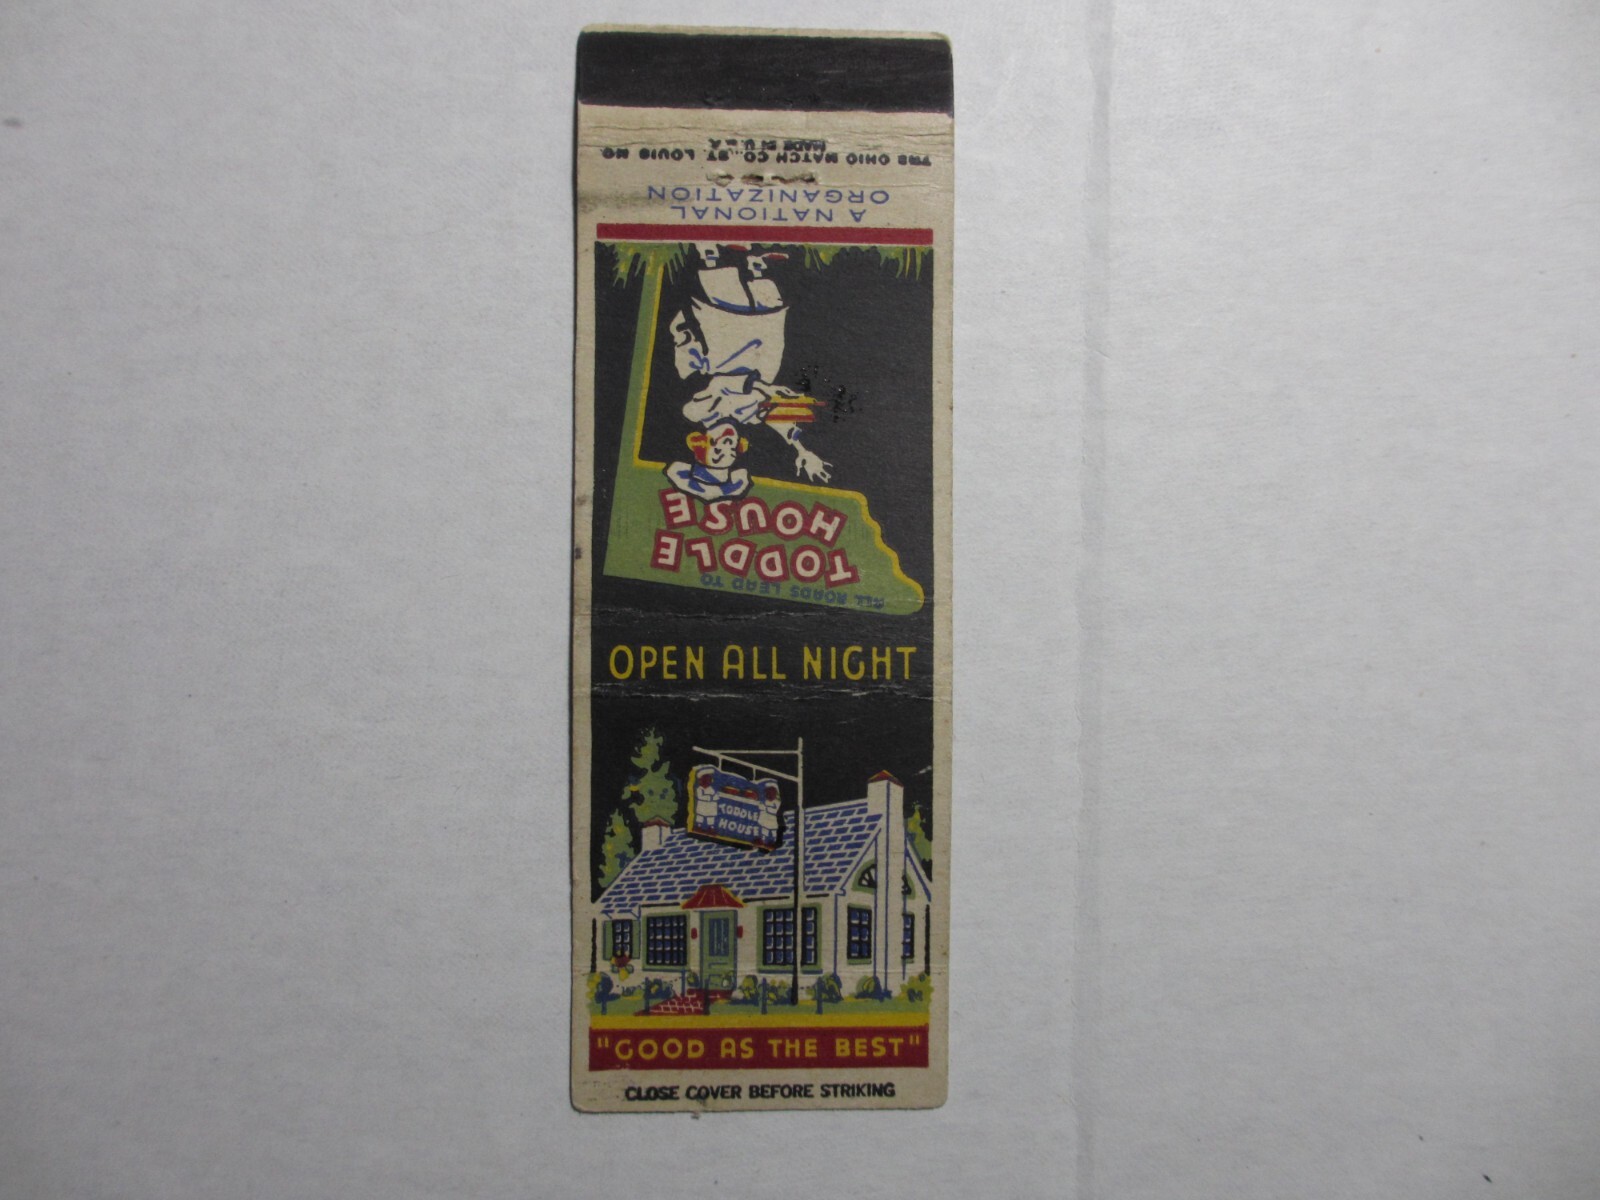 THE OHIO MATCH CO., ST. LOUIS MO.
MADE IN U.S.A.
A NATIONAL
ORGANIZATION
ALL ROADS LEAD TO
TODDLE
HOUSE
OPEN ALL NIGHT
TODDLE
HOUSE
"GOOD AS THE BEST"
CLOSE COVER BEFORE STRIKING